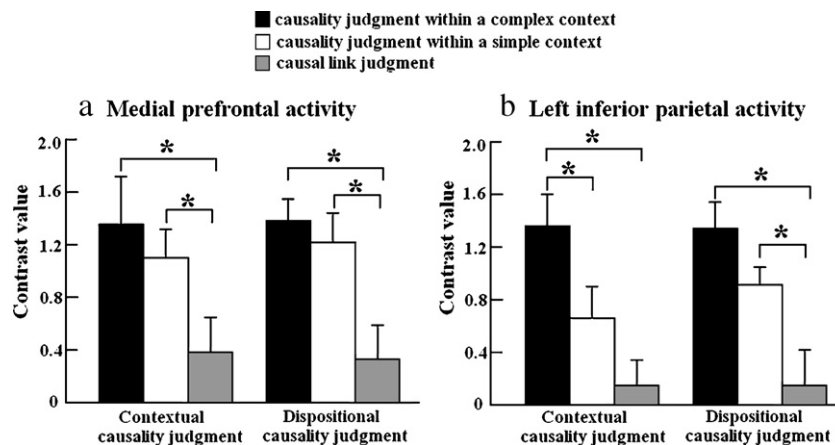 causality judgment within a complex context
causality judgment within a simple context
causal link judgment
a Medial prefrontal activity
Contrast value
2.0
1.6
1.2
0.8
0.4
0
*
*
*
*
Contextual
causality judgment
Dispositional
causality judgment
b Left inferior parietal activity
Contrast value
2.0
1.6
1.2
0.8
0.4
0
*
*
*
*
Contextual
causality judgment
Dispositional
causality judgment